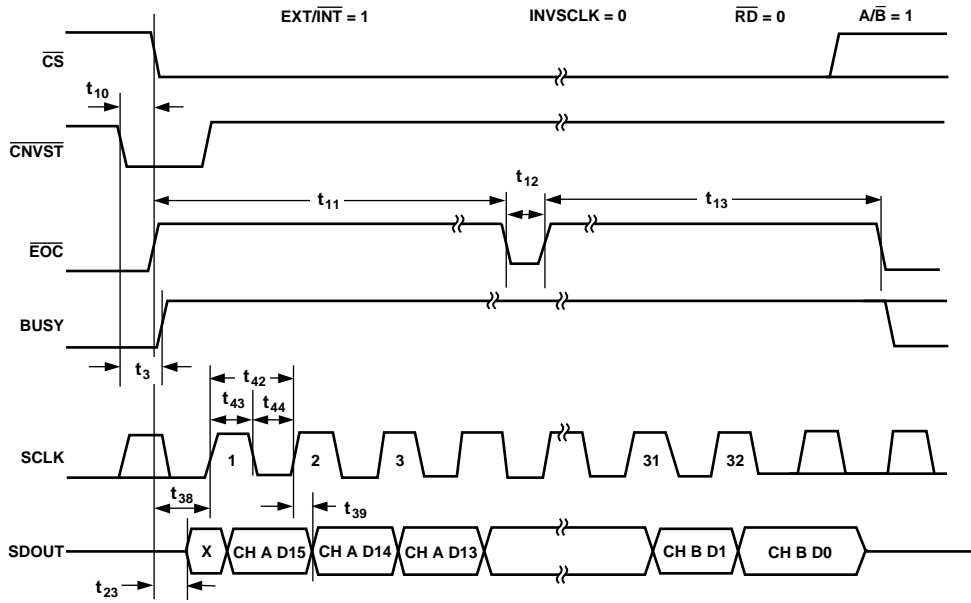 EXT/INT = 1 INVSCLK = 0 RD = 0 A/B = 1
CS
t10
CNVST
t11 t12 t13
EOC
BUSY
t3
t42
t43 t44
SCLK 1 2 3 31 32
t38
t39
SDOUT X CH A D15 CH A D14 CH A D13 CH B D1 CH B D0
t23